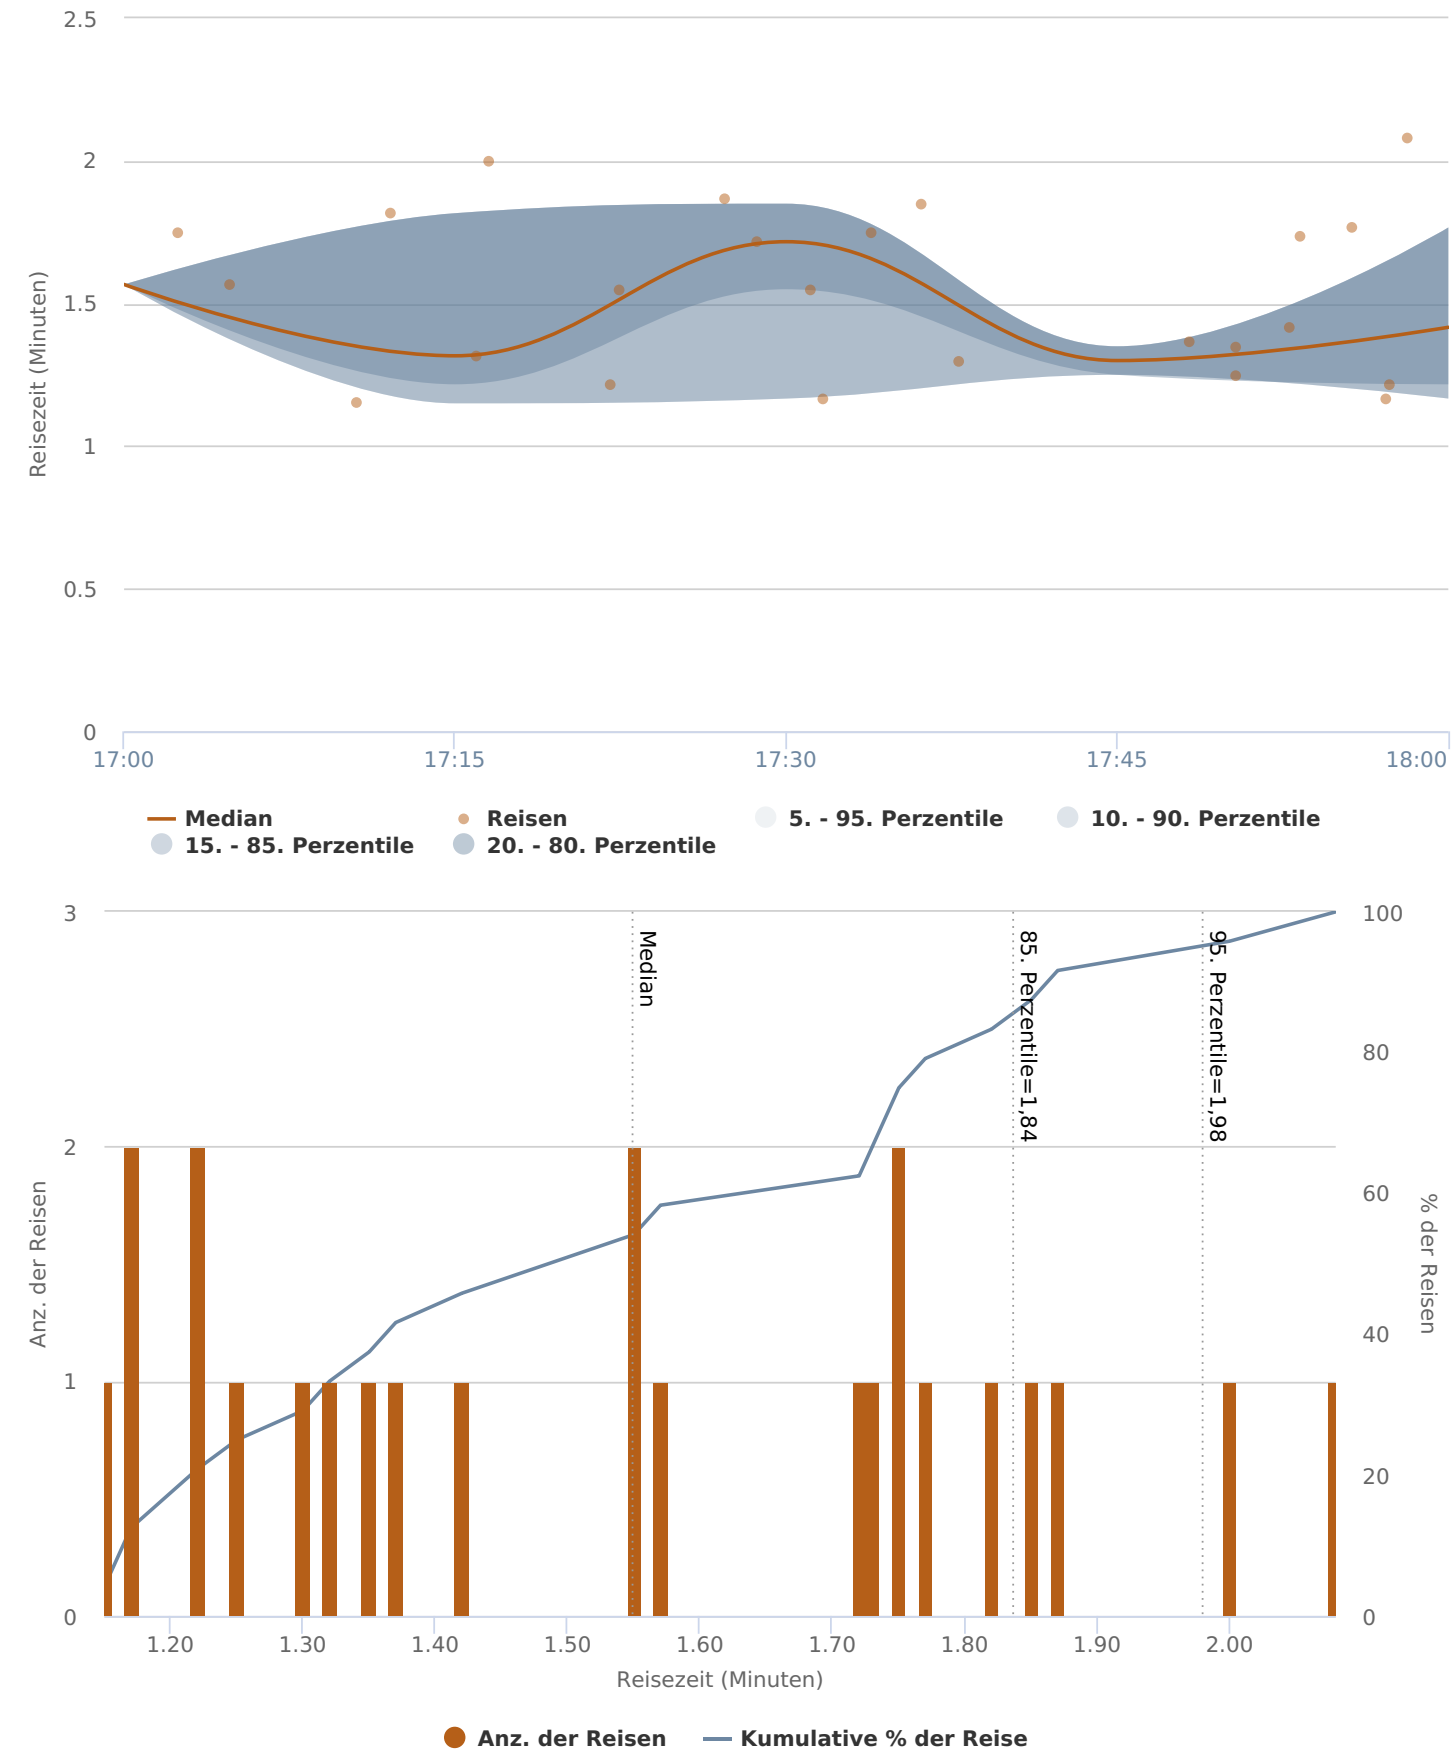 2.5
2
1.5
1
0.5
0
Reisezeit (Minuten)
17:00 17:15 17:30 17:45 18:00
Median Reisen 5. - 95. Perzentile 10. - 90. Perzentile
15. - 85. Perzentile 20. - 80. Perzentile
3
2
1
0
Anz. der Reisen
Median
85. Perzentile=1,84
95. Perzentile=1,98
100
80
60
40
20
0
% der Reisen
1.20 1.30 1.40 1.50 1.60 1.70 1.80 1.90 2.00
Reisezeit (Minuten)
Anz. der Reisen Kumulative % der Reise